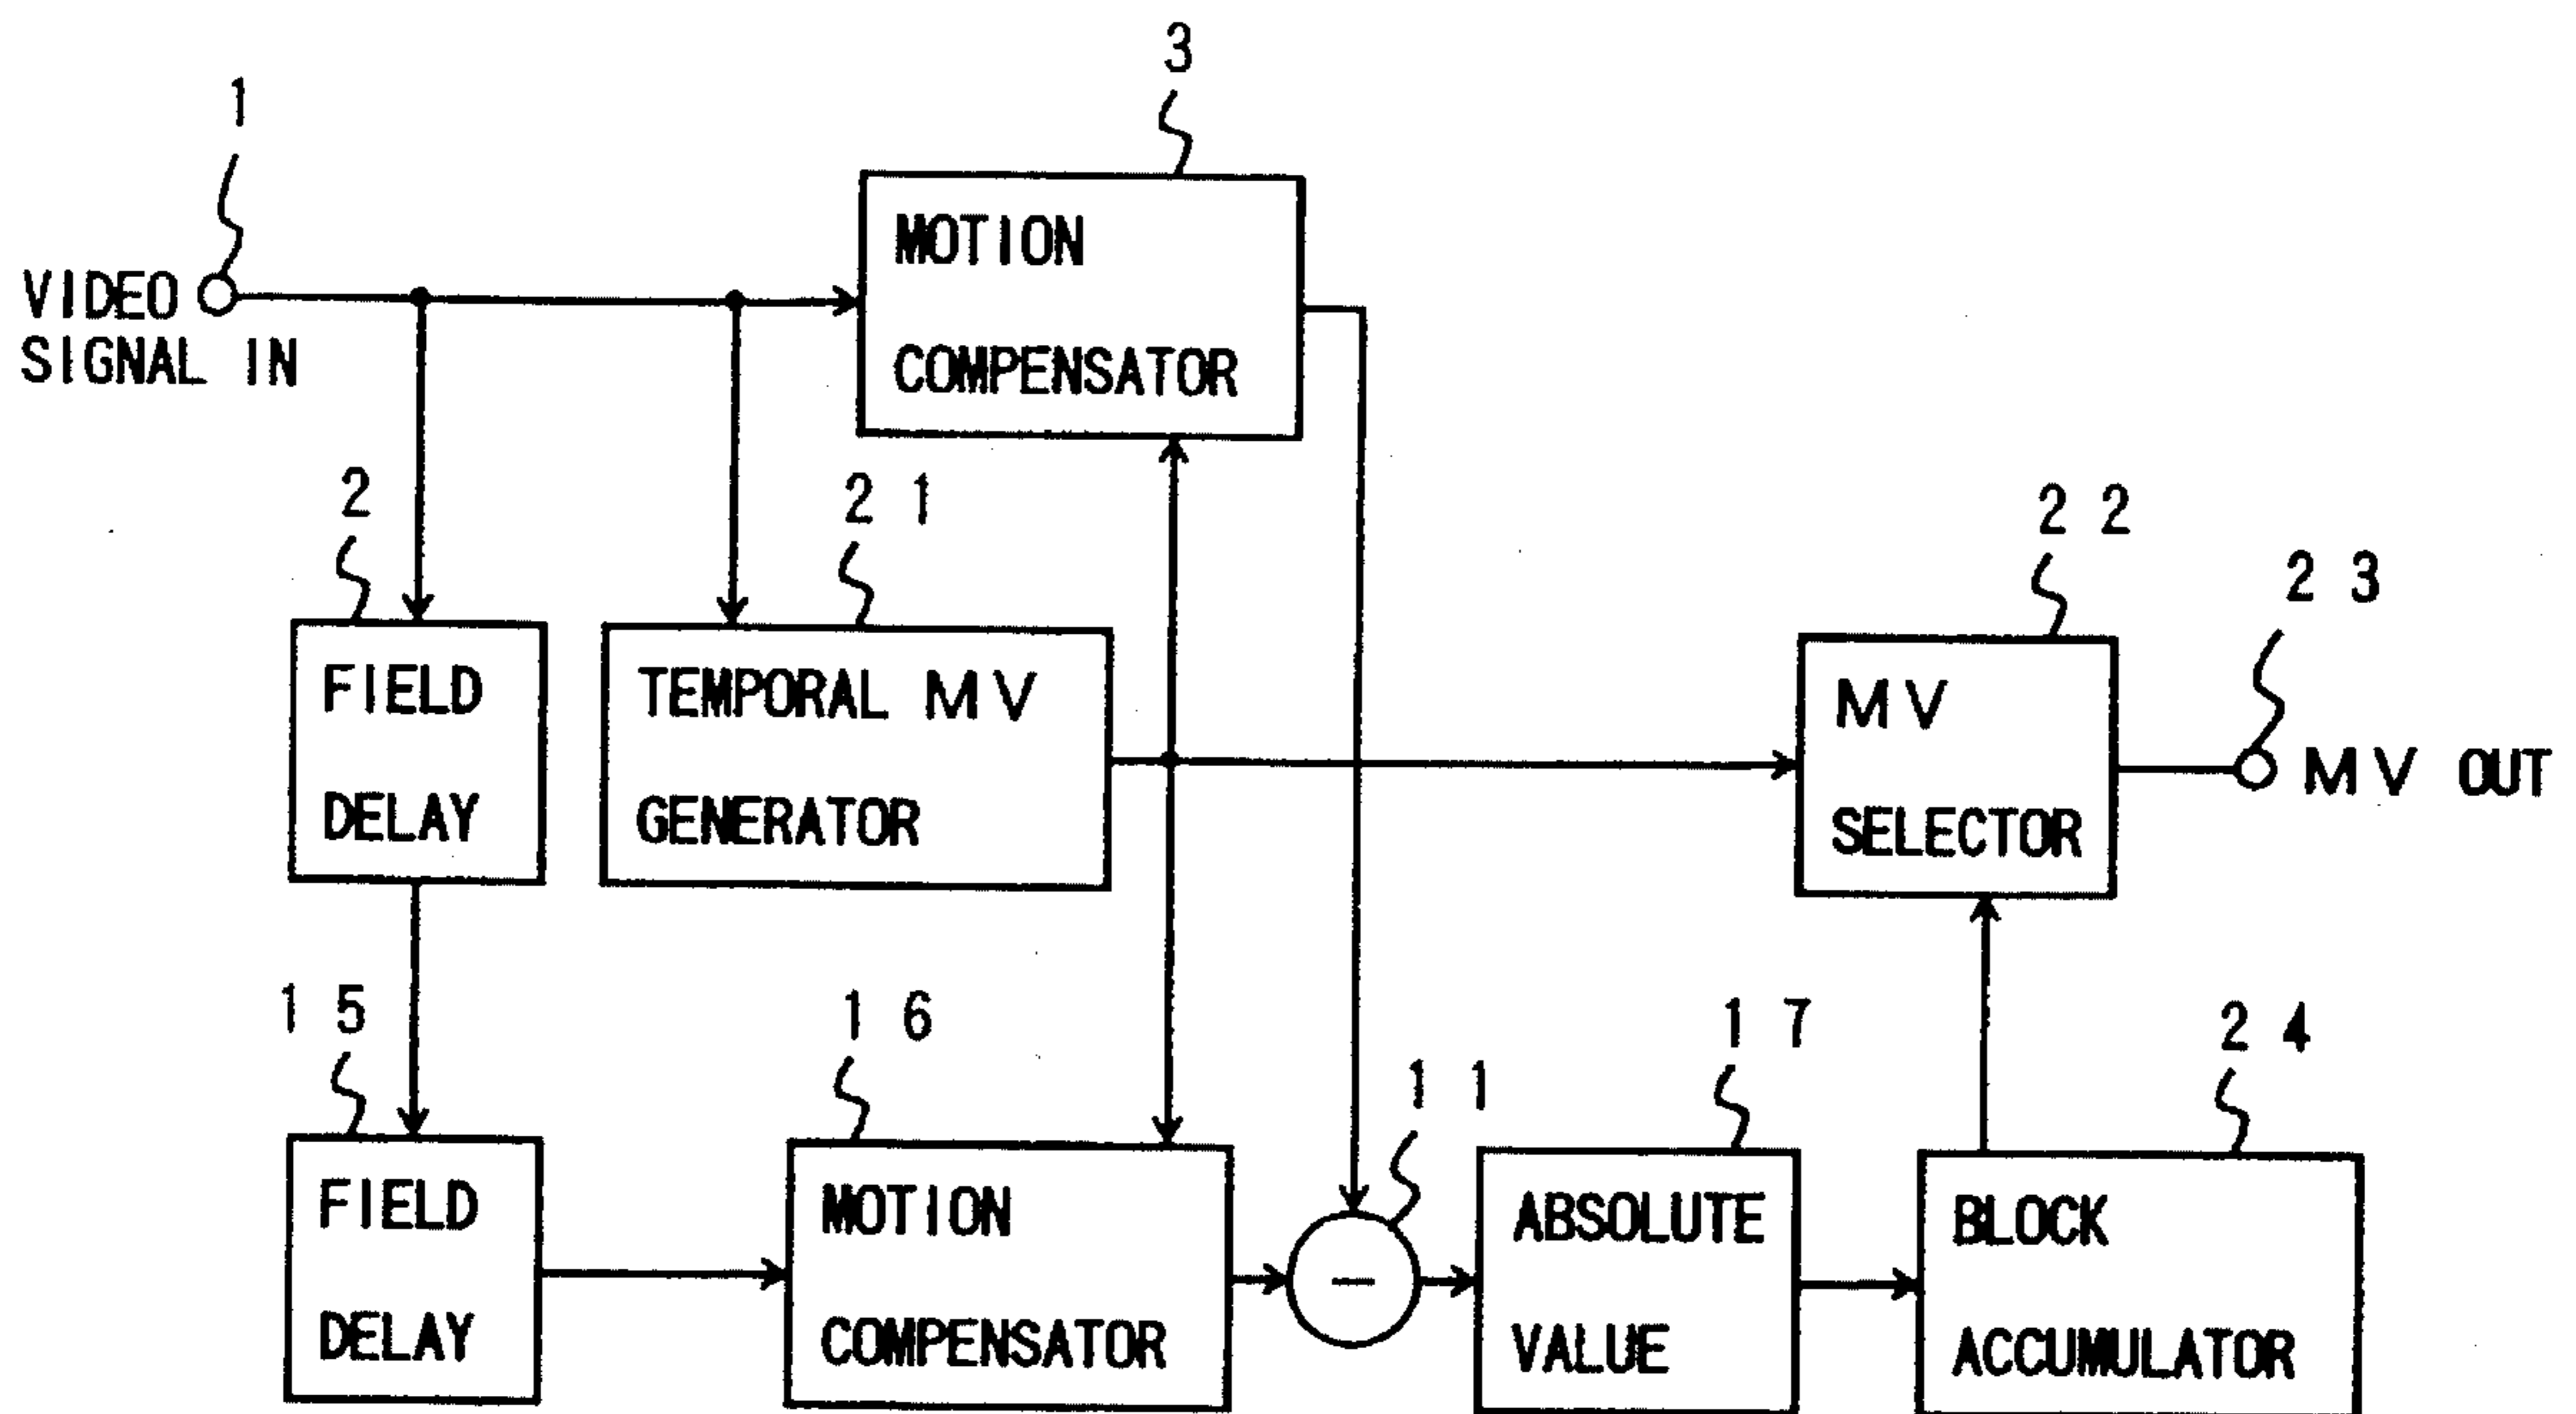 3
1
MOTION
COMPENSATOR
VIDEO
SIGNAL IN
2
2 1
2 2
2 3
FIELD
DELAY
TEMPORAL MV
GENERATOR
MV
SELECTOR
MV OUT
1 5
1 6
1 1
1 7
2 4
FIELD
DELAY
MOTION
COMPENSATOR
−
ABSOLUTE
VALUE
BLOCK
ACCUMULATOR